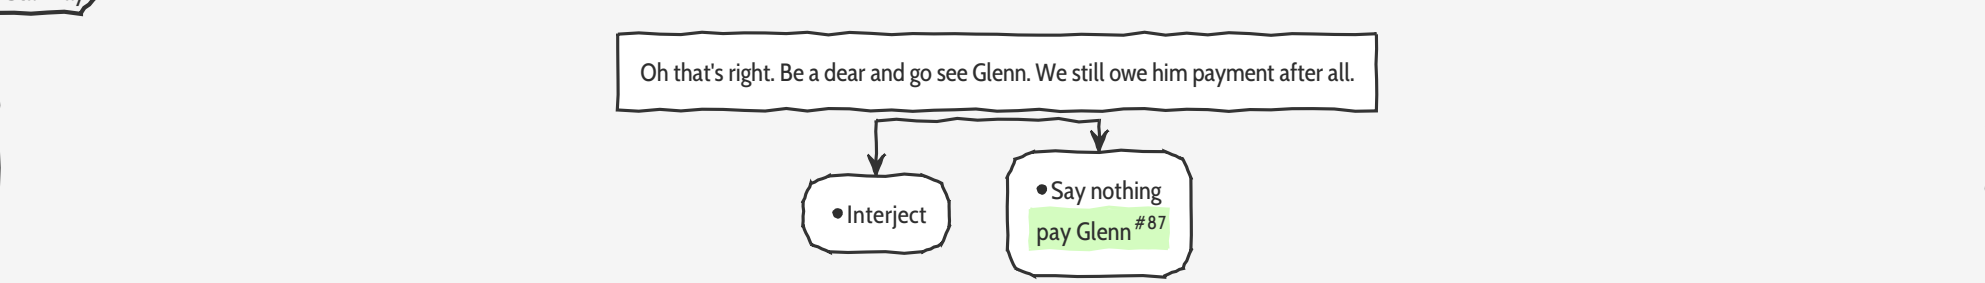 Oh that's right. Be a dear and go see Glenn. We still owe him payment after all.
•Interject
•Say nothing
pay Glenn #87